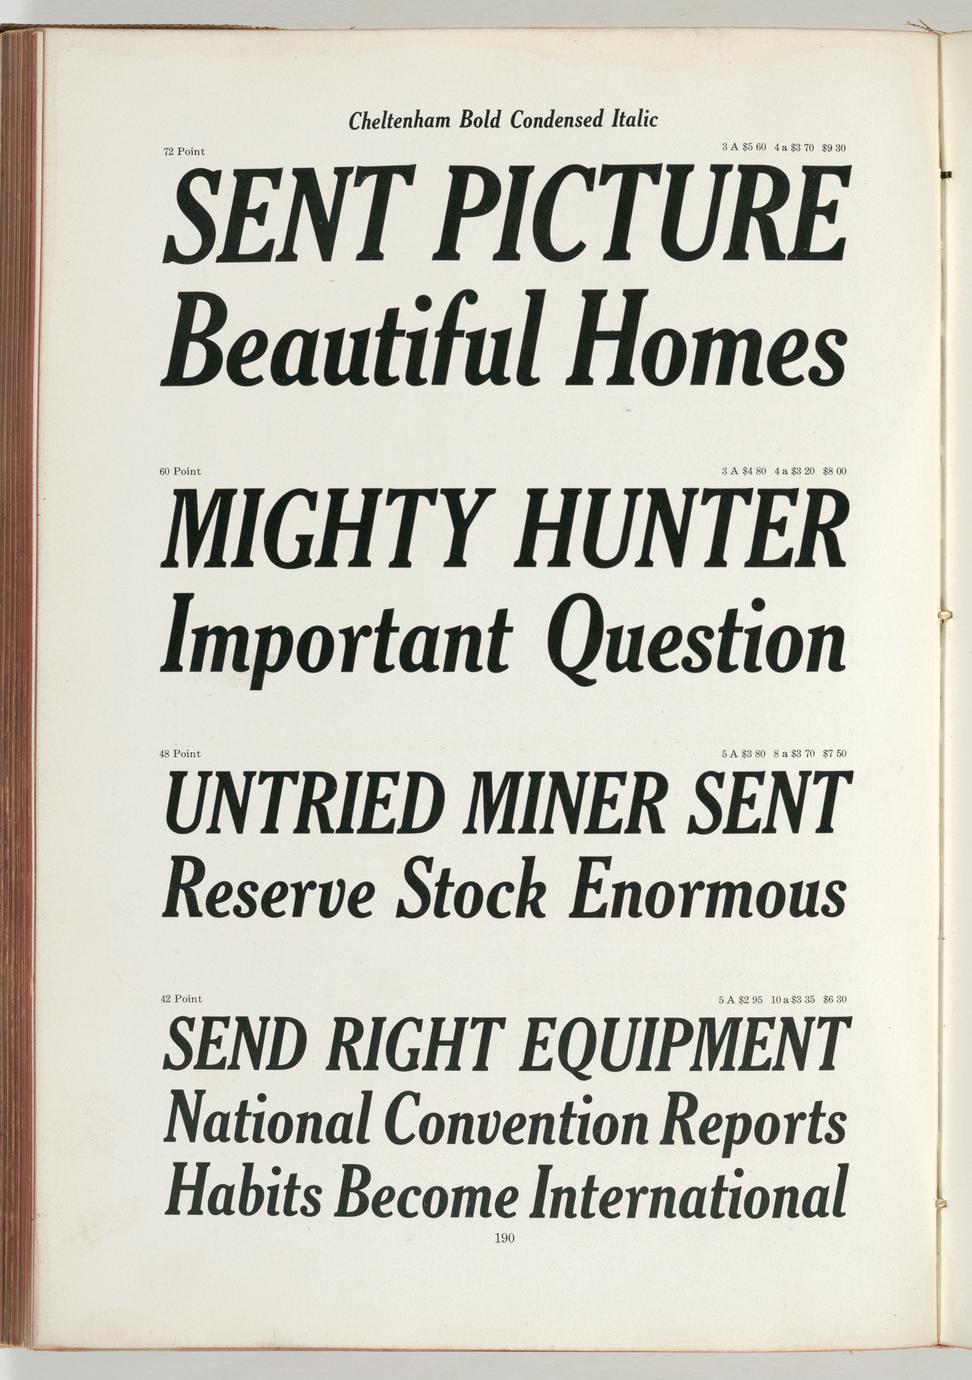 Cheltenham Bold Condensed Italic
72 Point 3 A $5 60 4 a $3 70 $9 30
SENT PICTURE
Beautiful Homes
60 Point 3 A $4 80 4 a $3 20 $8 00
MIGHTY HUNTER
Important Question
48 Point 5 A $3 80 8 a $3 70 $7 50
UNTRIED MINER SENT
Reserve Stock Enormous
42 Point 5 A $2 95 10 a $3 35 $6 30
SEND RIGHT EQUIPMENT
National Convention Reports
Habits Become International
190